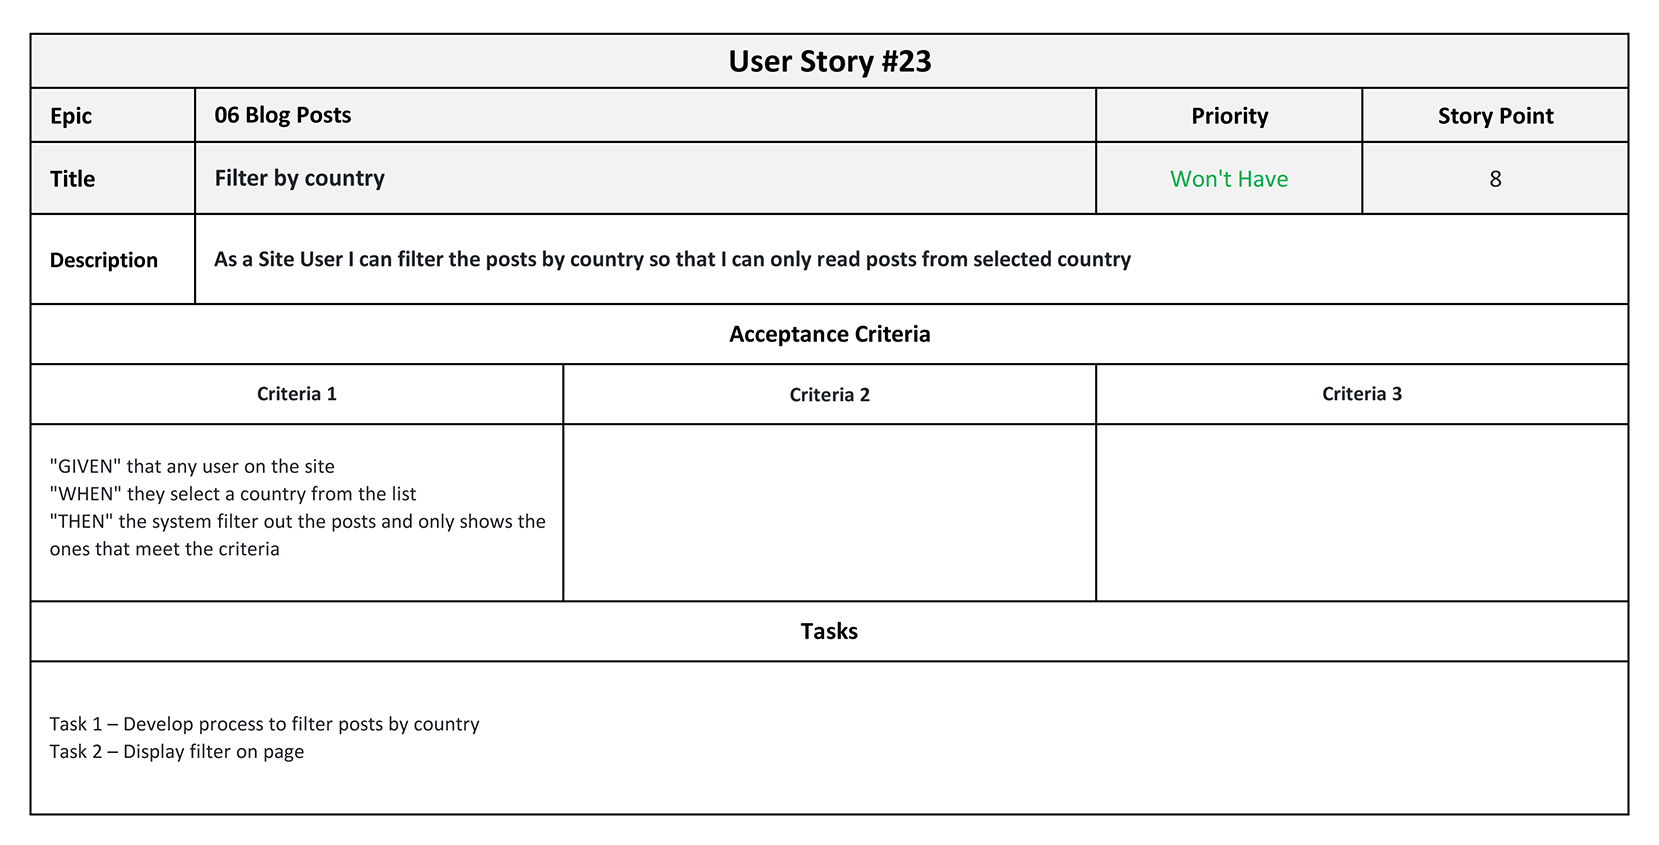 User Story #23
Epic 06 Blog Posts Priority Story Point
Title Filter by country Won't Have 8
Description As a Site User I can filter the posts by country so that I can only read posts from selected country
Acceptance Criteria
Criteria 1 Criteria 2 Criteria 3
"GIVEN" that any user on the site
"WHEN" they select a country from the list
"THEN" the system filter out the posts and only shows the
ones that meet the criteria
Tasks
Task 1 – Develop process to filter posts by country
Task 2 – Display filter on page